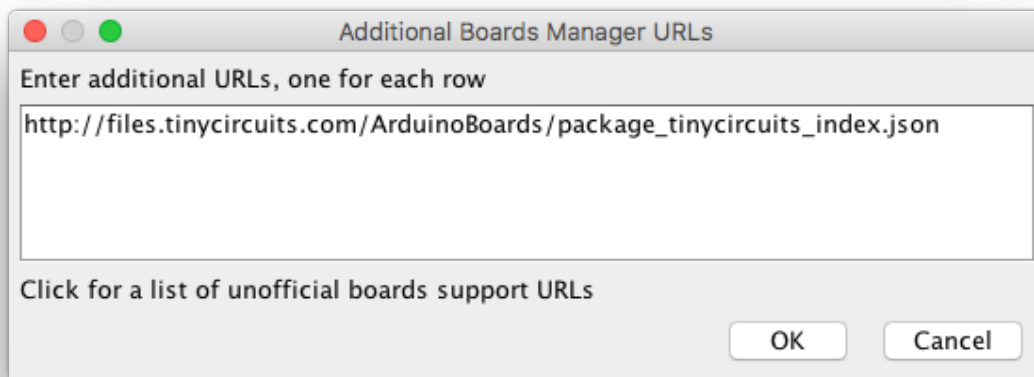 Additional Boards Manager URLs
Enter additional URLs, one for each row
http://files.tinycircuits.com/ArduinoBoards/package_tinycircuits_index.json
Click for a list of unofficial boards support URLs
OK Cancel